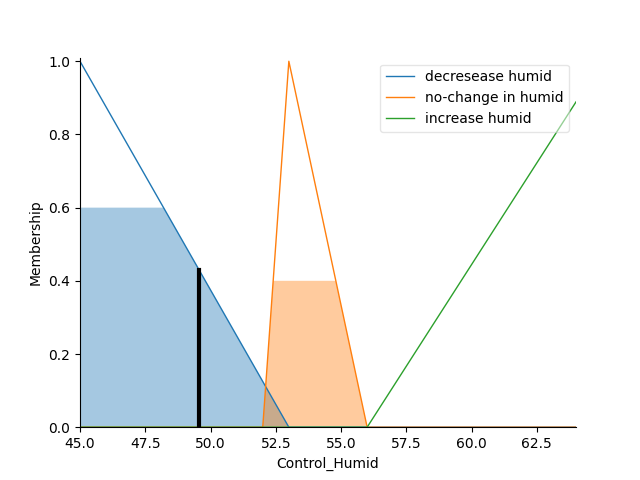 1.0
0.8
0.6
0.4
0.2
0.0
Membership
45.0 47.5 50.0 52.5 55.0 57.5 60.0 62.5
Control_Humid
decresease humid
no-change in humid
increase humid